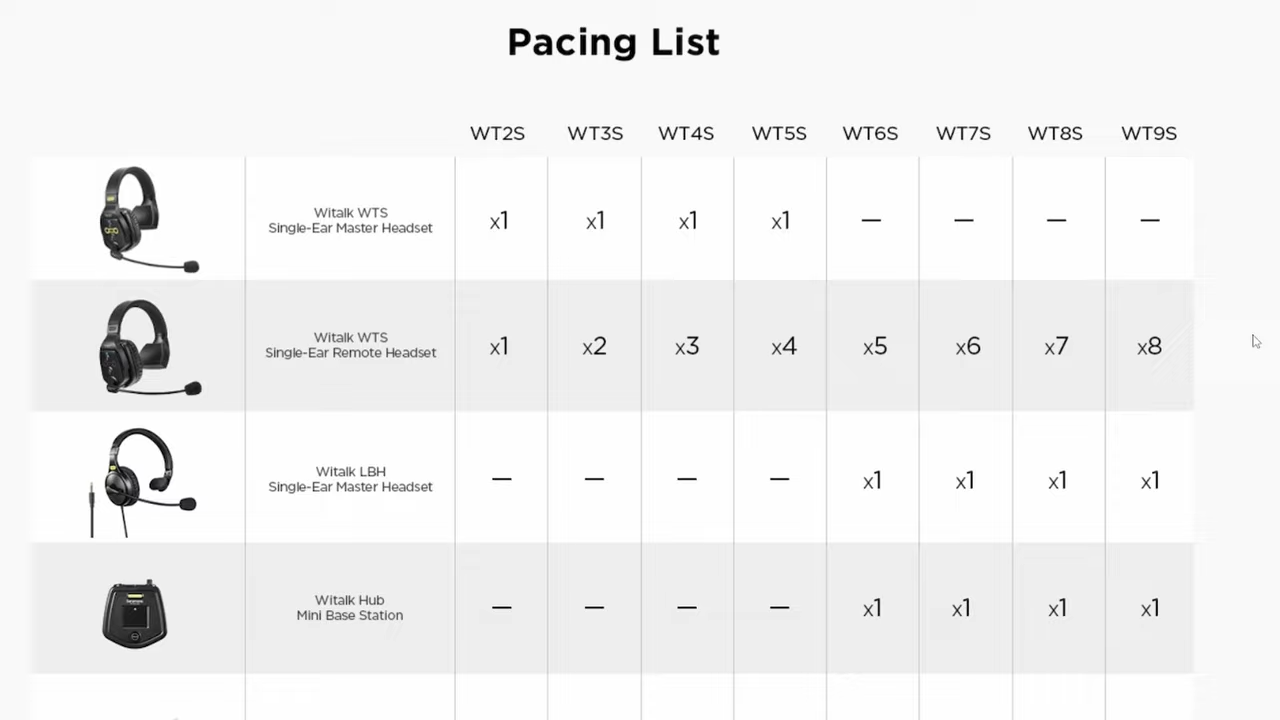 Pacing List
WT2S WT3S WT4S WT5S WT6S WT7S WT8S WT9S
Witalk WTS
Single-Ear Master Headset
x1 x1 x1 x1 — — — —
Witalk WTS
Single-Ear Remote Headset
x1 x2 x3 x4 x5 x6 x7 x8
Witalk LBH
Single-Ear Master Headset
— — — — x1 x1 x1 x1
Witalk Hub
Mini Base Station
— — — — x1 x1 x1 x1